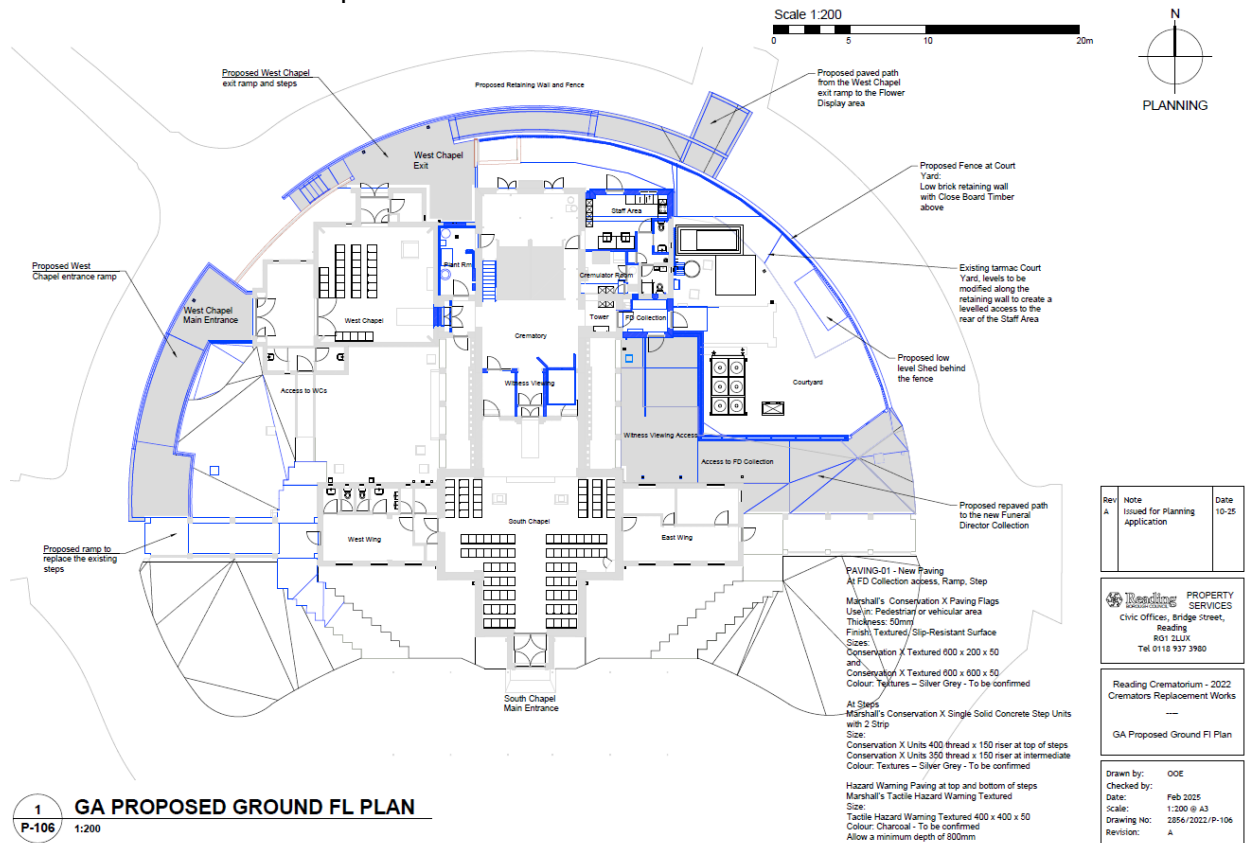 Scale 1:200
0 5 10 20m
N
PLANNING
Proposed West Chapel
exit ramp and steps
Proposed Retaining Wall and Fence
Proposed paved path
from the West Chapel
exit ramp to the Flower
Display area
West Chapel
Exit
Proposed Fence at Court
Yard:
Low brick retaining wall
with Close Board Timber
above
Staff Area
Proposed West
Chapel entrance ramp
Plant Rm
Cremulator Room
Existing tarmac Court
Yard, levels to be
modified along the
retaining wall to create a
levelled access to the
rear of the Staff Area
West Chapel
Main Entrance
West Chapel
Tower
FD Collection
Crematory
Proposed low
level Shed behind
the fence
Access to WCs
Witness Viewing
Courtyard
Witness Viewing Access
Access to FD Collection
Proposed repaved path
to the new Funeral
Director Collection
South Chapel
West Wing
East Wing
Proposed ramp to
replace the existing
steps
South Chapel
Main Entrance
PAVING-01 - New Paving
At FD Collection access, Ramp, Step
Marshall's Conservation X Paving Flags
Use in: Pedestrian or vehicular area
Thickness: 50mm
Finish: Textured, Slip-Resistant Surface
Sizes:
Conservation X Textured 600 x 200 x 50
and
Conservation X Textured 600 x 600 x 50
Colour: Textures – Silver Grey - To be confirmed
At Steps
Marshall's Conservation X Single Solid Concrete Step Units
with 2 Strip
Size:
Conservation X Units 400 thread x 150 riser at top of steps
Conservation X Units 350 thread x 150 riser at intermediate
Colour: Textures – Silver Grey - To be confirmed
Hazard Warning Paving at top and bottom of steps
Marshall's Tactile Hazard Warning Textured
Size:
Tactile Hazard Warning Textured 400 x 400 x 50
Colour: Charcoal - To be confirmed
Allow a minimum depth of 800mm
Rev Note Date
A Issued for Planning 10-25
Application
Reading PROPERTY
BOROUGH COUNCIL SERVICES
Civic Offices, Bridge Street,
Reading
RG1 2LUX
Tel 0118 937 3980
Reading Crematorium - 2022
Cremators Replacement Works
----
GA Proposed Ground Fl Plan
Drawn by: OOE
Checked by:
Date: Feb 2025
Scale: 1:200 @ A3
Drawing No: 2856/2022/P-106
Revision: A
1 GA PROPOSED GROUND FL PLAN
P-106 1:200